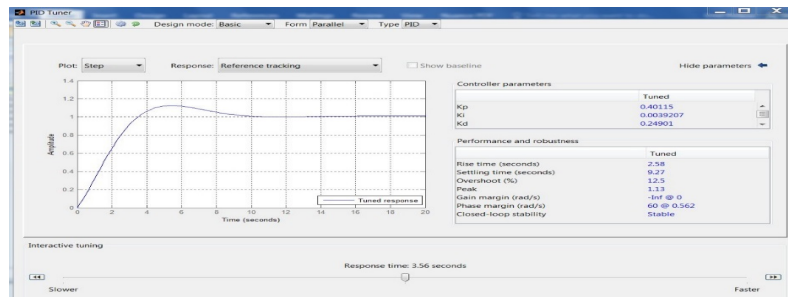 PID Tuner
Design mode: Basic Form Parallel Type PID
Plot: Step Response: Reference tracking Show baseline Hide parameters
Controller parameters
Tuned
Kp 0.40115
Ki 0.0039207
Kd 0.24901
Performance and robustness
Tuned
Rise time (seconds) 2.58
Settling time (seconds) 9.27
Overshoot (%) 12.5
Peak 1.13
Gain margin (rad/s) -Inf @ 0
Phase margin (rad/s) 60 @ 0.562
Closed-loop stability Stable
1.4
1.2
1
0.8
0.6
0.4
0.2
0
Amplitude
Tuned response
0 2 4 6 8 10 12 14 16 18 20
Time (seconds)
Interactive tuning
Response time: 3.56 seconds
Slower Faster